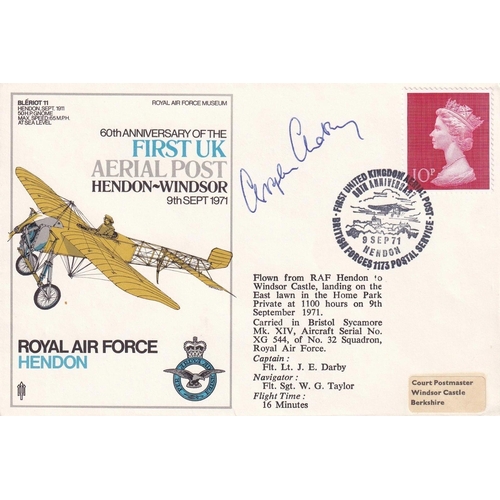 BLÉRIOT 11
HENDON, SEPT. 1911
50 H.P. GNOME
MAX. SPEED: 65 M.P.H.
AT SEA LEVEL
ROYAL AIR FORCE MUSEUM
60th ANNIVERSARY OF THE
FIRST UK
AERIAL POST
HENDON~WINDSOR
9th SEPT 1971
ROYAL AIR FORCE
HENDON
10P
FIRST UNITED KINGDOM AERIAL POST
60TH ANNIVERSARY
9 SEP 71
HENDON
BRITISH FORCES 1173 POSTAL SERVICE
Flown from RAF Hendon to
Windsor Castle, landing on the
East lawn in the Home Park
Private at 1100 hours on 9th
September 1971.
Carried in Bristol Sycamore
Mk. XIV, Aircraft Serial No.
XG 544, of No. 32 Squadron,
Royal Air Force.
Captain :
Flt. Lt. J. E. Darby
Navigator :
Flt. Sgt. W. G. Taylor
Flight Time :
16 Minutes
Court Postmaster
Windsor Castle
Berkshire